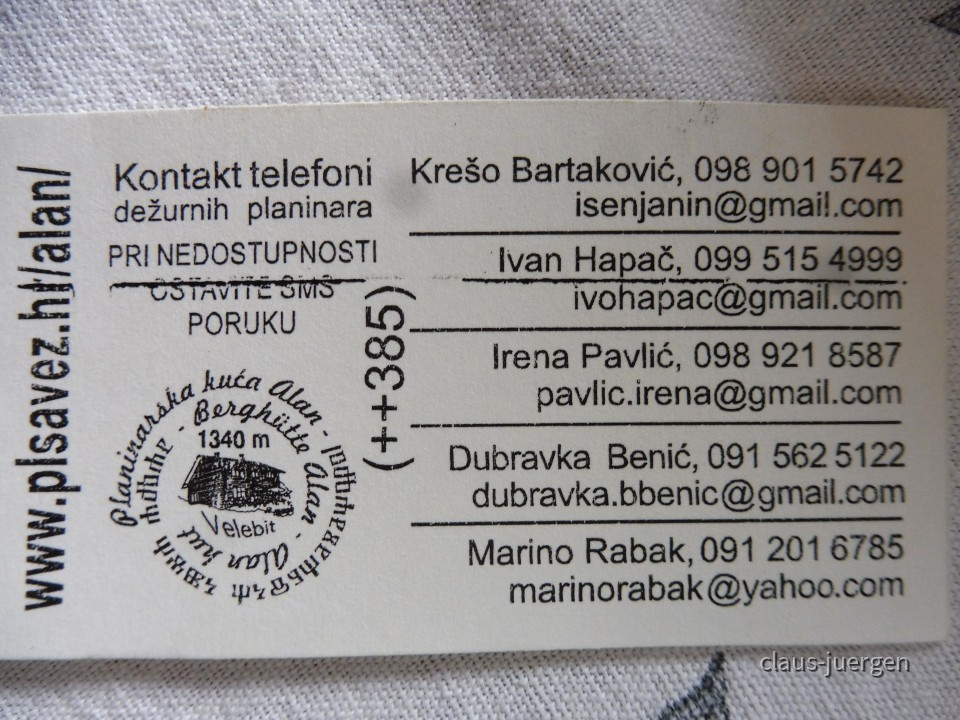 www.plsavez.hr/alan/
Kontakt telefoni
dežurnih planinara
PRI NEDOSTUPNOSTI
OSTAVITE SMS
PORUKU
Planinarska kuća Alan -
- Berghütte Alan - Alan hut
1340 m
Velebit
(++385)
Krešo Bartaković, 098 901 5742
isenjanin@gmail.com
Ivan Hapač, 099 515 4999
ivohapac@gmail.com
Irena Pavlić, 098 921 8587
pavlic.irena@gmail.com
Dubravka Benić, 091 562 5122
dubravka.bbenic@gmail.com
Marino Rabak, 091 201 6785
marinorabak@yahoo.com
claus-juergen